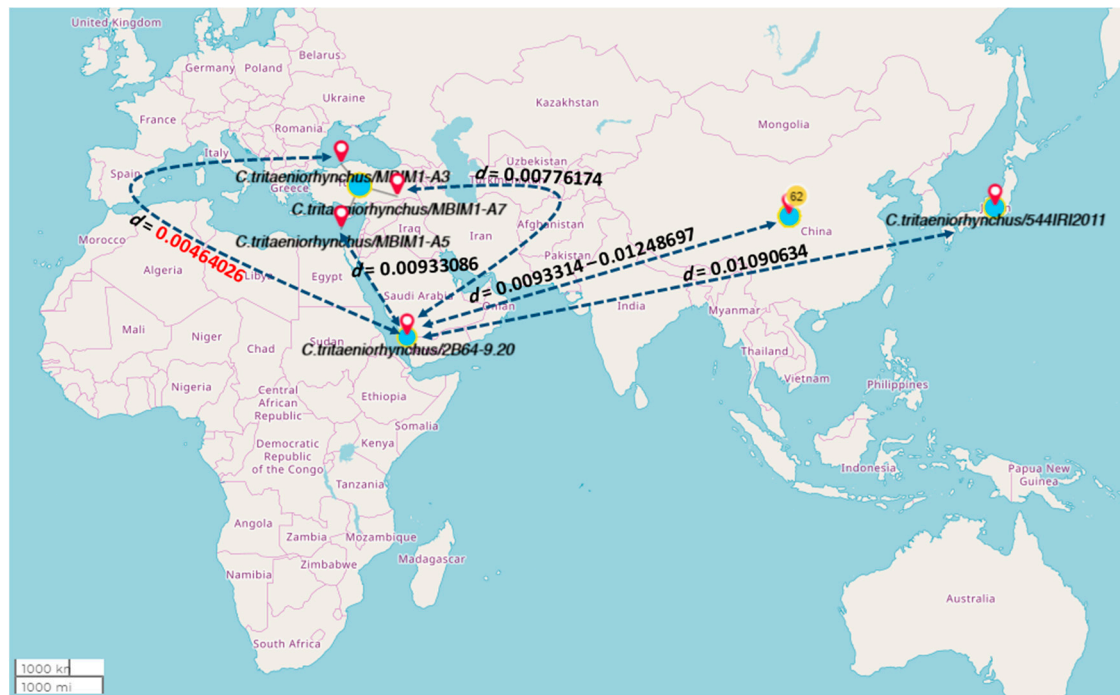 United Kingdom
Belarus
Germany
Poland
Ukraine
Kazakhstan
France
Mongolia
Romania
Italy
Spain
Uzbekistan
C.tritaeniorhynchus/MBIM1-A3
d= 0.00776174
Greece
62
C.tritaeniorhynchus/MBIM1-A7
C.tritaeniorhynchus/544IRI2011
d= 0.00464026
Afghanistan
China
Morocco
C.tritaeniorhynchus/MBIM1-A5
Iraq
Iran
Pakistan
d= 0.00933086
d= 0.0093314–0.01248697
d= 0.01090634
Algeria
Libya
Egypt
Saudi Arabia
Oman
India
Myanmar
Mali
Niger
Chad
Sudan
C.tritaeniorhynchus/2B64-9.20
Thailand
Vietnam
Philippines
Nigeria
Central
African
Republic
Ethiopia
Somalia
Democratic
Republic
of the Congo
Kenya
Indonesia
Papua New
Guinea
Tanzania
Angola
Zambia
Mozambique
Zimbabwe
Madagascar
Namibia
Australia
South Africa
1000 km
1000 mi